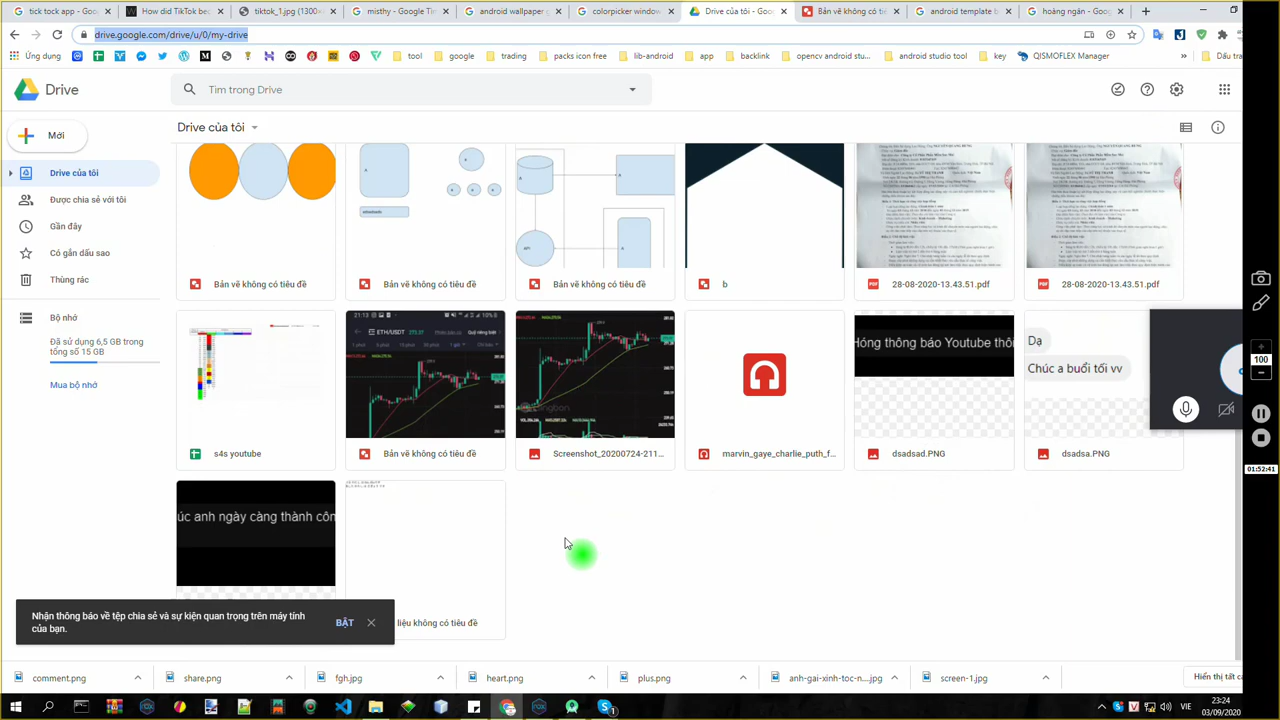 tick tock app - Goo
How did TikTok bec
tiktok_1.jpg (1300×
misthy - Google Tìm
android wallpaper g
colorpicker window
Drive của tôi - Goo
Bản vẽ không có tiê
android template b
hoàng ngân - Goog
drive.google.com/drive/u/0/my-drive
Ứng dụng
tool
google
trading
packs icon free
lib-android
app
backlink
opencv android stu...
android studio tool
key
QISMOFLEX Manager
»
Dấu tra
Drive
Tìm trong Drive
Mới
Drive của tôi
Drive của tôi
Được chia sẻ với tôi
Gần đây
Có gắn dấu sao
Thùng rác
Bộ nhớ
Đã sử dụng 6,5 GB trong
tổng số 15 GB
Mua bộ nhớ
Bản vẽ không có tiêu đề
Bản vẽ không có tiêu đề
Bản vẽ không có tiêu đề
b
28-08-2020-13.43.51.pdf
28-08-2020-13.43.51.pdf
21:13
ETH/USDT
Hóng thông báo Youtube thôi
Dạ
Chúc a buổi tối vv
s4s youtube
Bản vẽ không có tiêu đề
Screenshot_20200724-211...
marvin_gaye_charlie_puth_f...
dsadsad.PNG
dsadsa.PNG
100
01:52:41
úc anh ngày càng thành côn
liệu không có tiêu đề
Nhận thông báo về tệp chia sẻ và sự kiện quan trọng trên máy tính
của bạn.
BẬT
comment.png
share.png
fgh.jpg
heart.png
plus.png
anh-gai-xinh-toc-n....jpg
screen-1.jpg
Hiển thị tất cả
VIE
23:24
03/09/2020